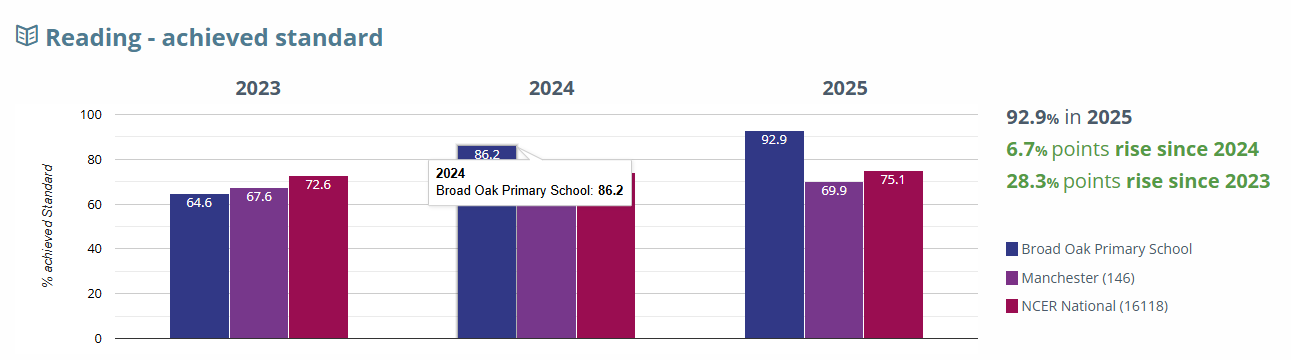 Reading - achieved standard
2023
2024
2025
92.9% in 2025
6.7% points rise since 2024
28.3% points rise since 2023
% achieved Standard
100
80
60
40
20
0
64.6
67.6
72.6
86.2
2024
Broad Oak Primary School: 86.2
92.9
69.9
75.1
Broad Oak Primary School
Manchester (146)
NCER National (16118)